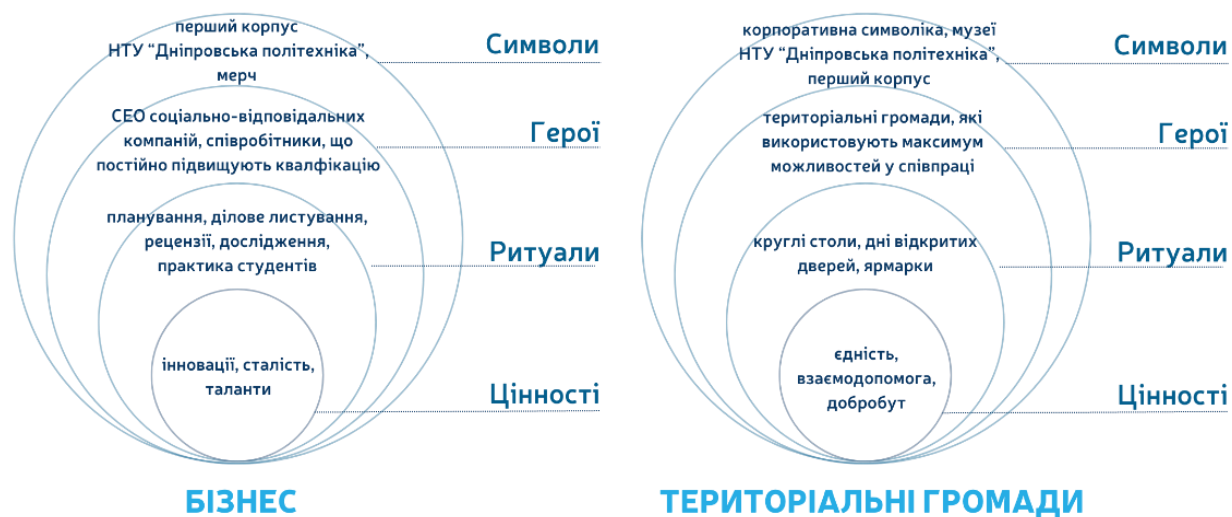 перший корпус
НТУ “Дніпровська політехніка”,
мерч
Символи
СЕО соціально-відповідальних
компаній, співробітники, що
постійно підвищують квалфікацію
Герої
планування, ділове листування,
рецензії, дослідження,
практика студентів
Ритуали
інновації, сталість,
таланти
Цінності
БІЗНЕС
корпоративна символіка, музеї
НТУ “Дніпровська політехніка”,
перший корпус
Символи
територіальні громади, які
використовують максимум
можливостей у співпраці
Герої
круглі столи, дні відкритих
дверей, ярмарки
Ритуали
єдність,
взаємодопомога,
добробут
Цінності
ТЕРИТОРІАЛЬНІ ГРОМАДИ